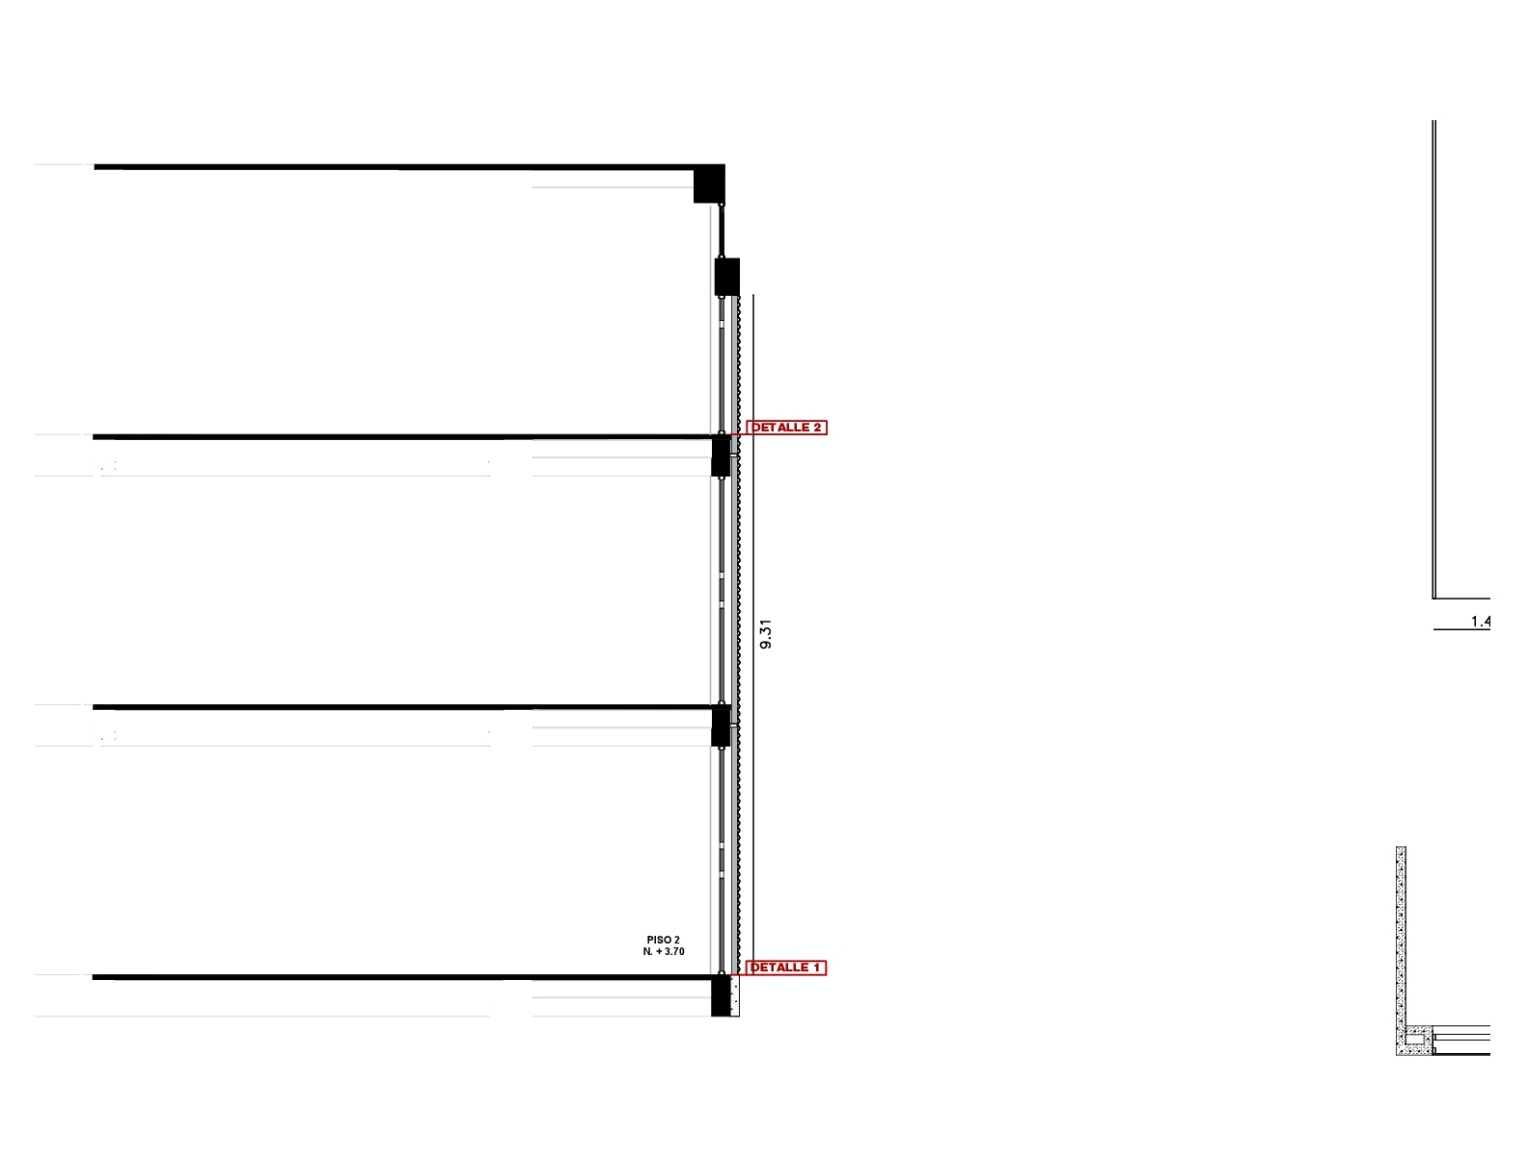 DETALLE 2
9.31
1.4
PISO 2
N. + 3.70
DETALLE 1